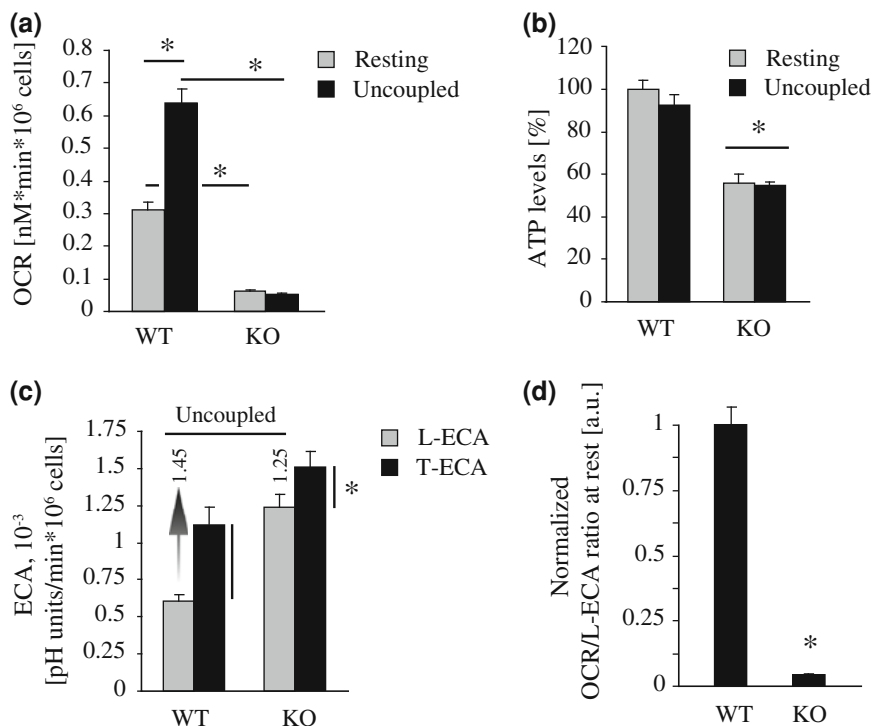 (a)
OCR [nM*min*10⁶ cells]
0.8
0.7
0.6
0.5
0.4
0.3
0.2
0.1
0
*
*
*
Resting
Uncoupled
WT KO
(b)
ATP levels [%]
120
100
80
60
40
20
0
Resting
Uncoupled
*
WT KO
(c)
ECA, 10⁻³
[pH units/min*10⁶ cells]
1.75
1.5
1.25
1
0.75
0.5
0.25
0
Uncoupled
1.45
1.25
L-ECA
T-ECA
*
WT KO
(d)
Normalized
OCR/L-ECA ratio at rest [a.u.]
1
0.75
0.5
0.25
0
*
WT KO